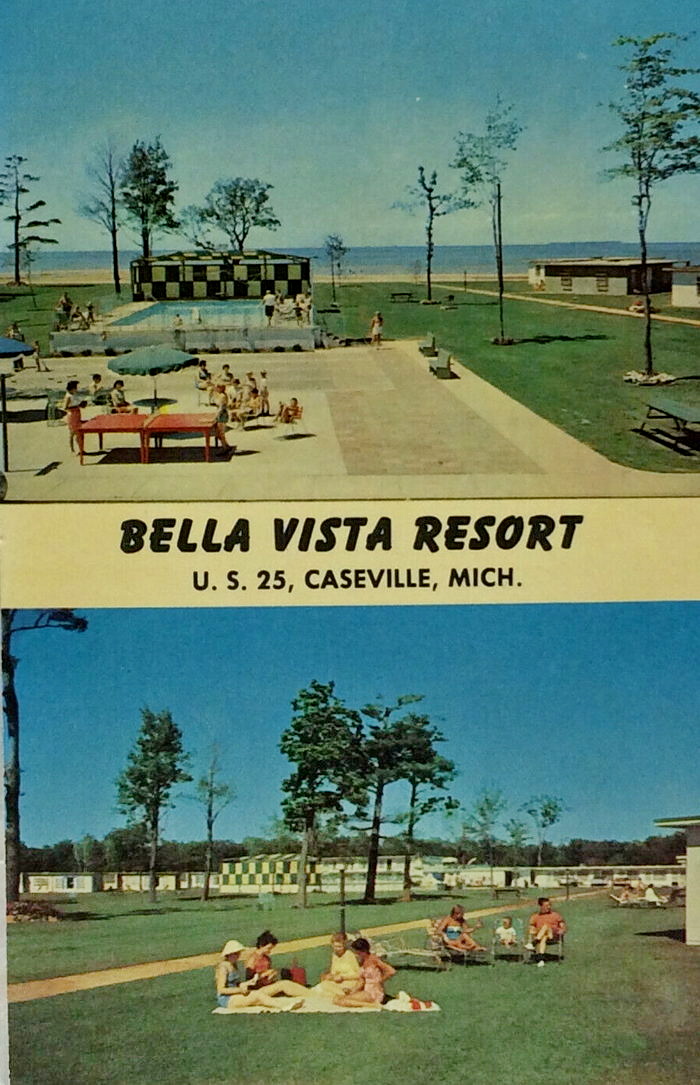 BELLA VISTA RESORT
U. S. 25, CASEVILLE, MICH.